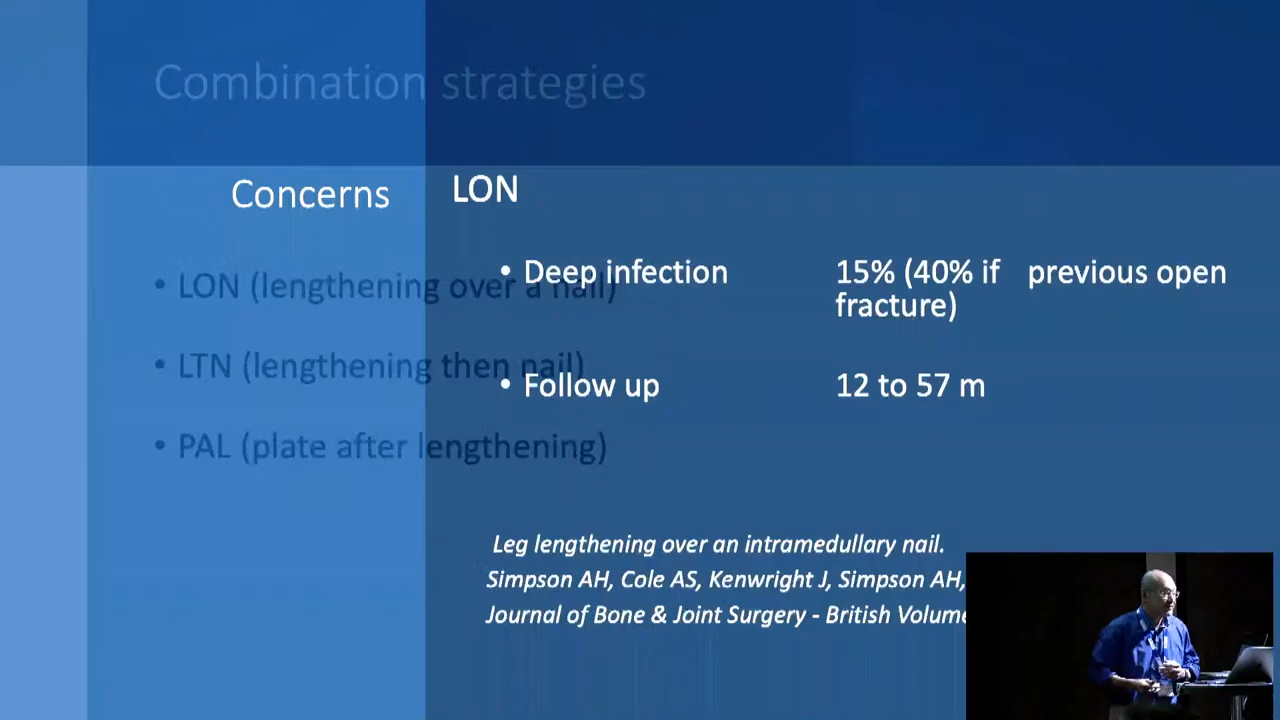 Combination strategies
Concerns
LON
• LON (lengthening over a nail)
• LTN (lengthening then nail)
• PAL (plate after lengthening)
• Deep infection 15% (40% if previous open
fracture)
• Follow up 12 to 57 m
Leg lengthening over an intramedullary nail.
Simpson AH, Cole AS, Kenwright J, Simpson AH,
Journal of Bone & Joint Surgery - British Volume